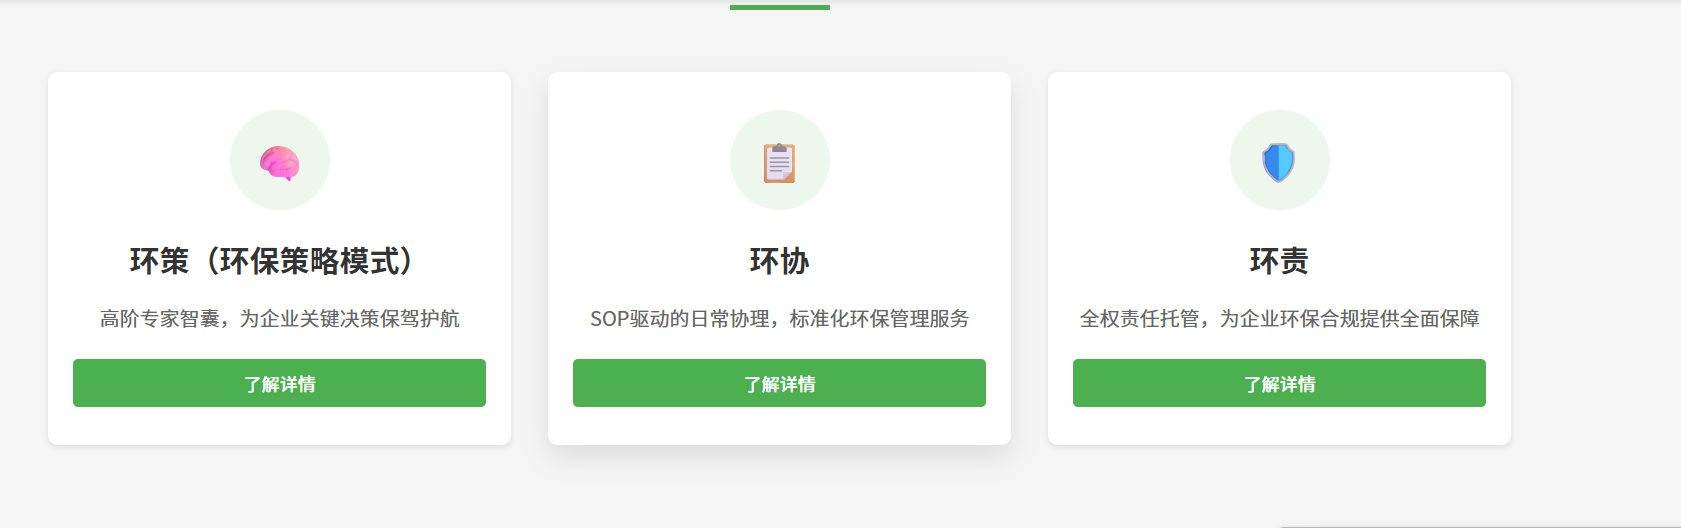 环策（环保策略模式）
高阶专家智囊，为企业关键决策保驾护航
了解详情
环协
SOP驱动的日常协理，标准化环保管理服务
了解详情
环责
全权责任托管，为企业环保合规提供全面保障
了解详情